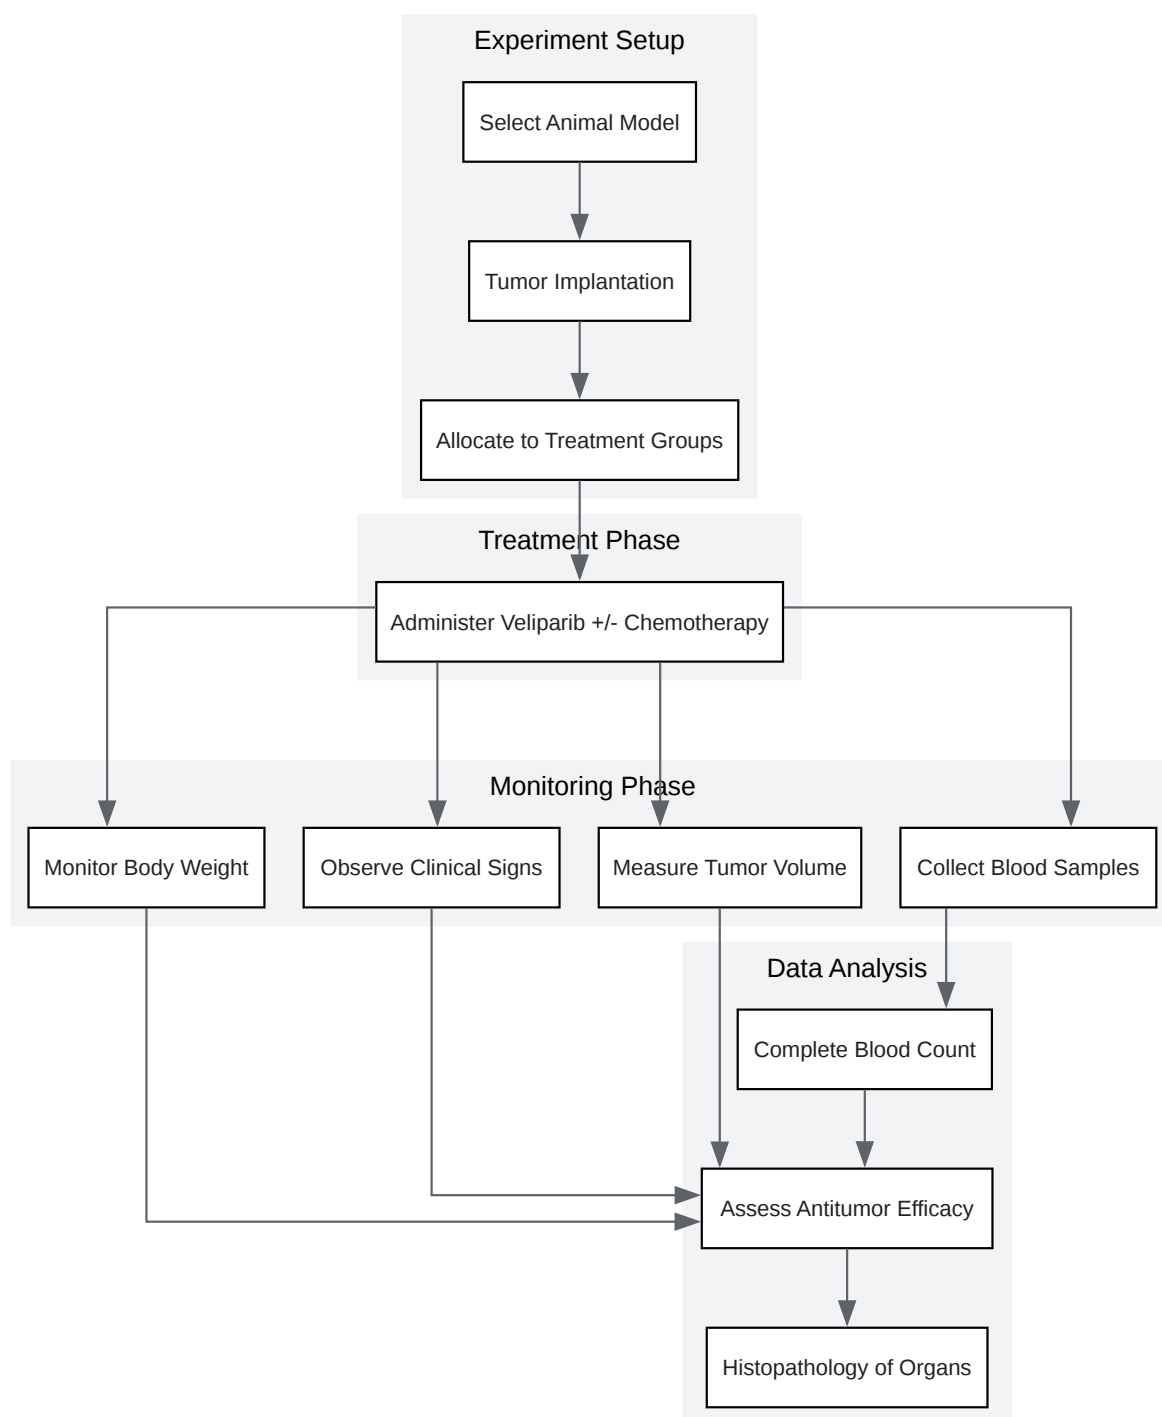 Experiment Setup
Select Animal Model
Tumor Implantation
Allocate to Treatment Groups
Treatment Phase
Administer Veliparib +/- Chemotherapy
Monitoring Phase
Monitor Body Weight
Observe Clinical Signs
Measure Tumor Volume
Collect Blood Samples
Data Analysis
Complete Blood Count
Assess Antitumor Efficacy
Histopathology of Organs